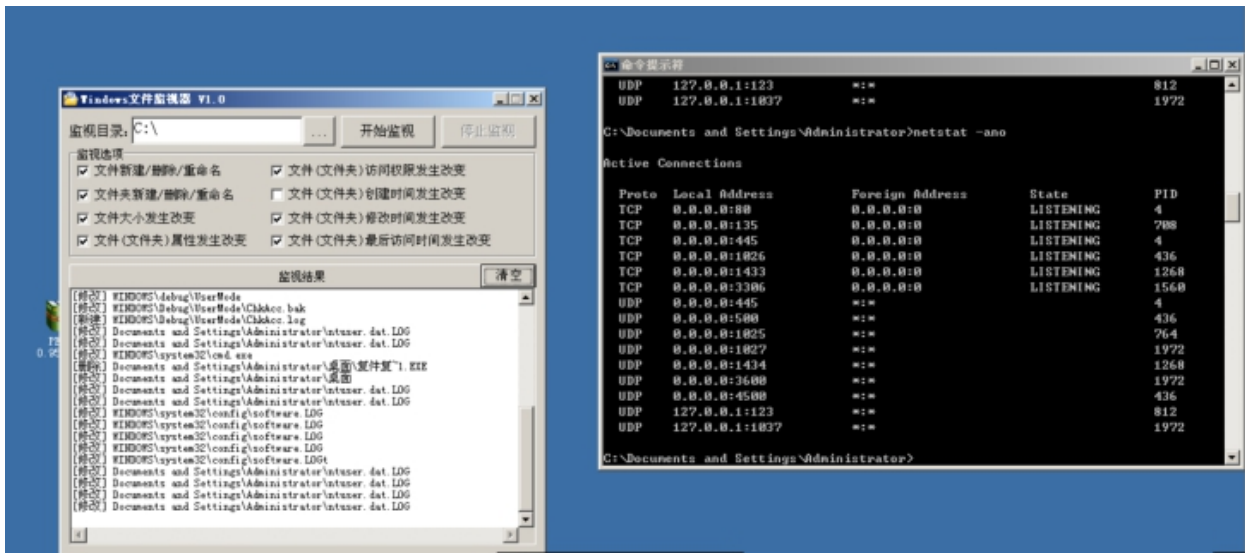 Windows文件监视器 V1.0
监视目录: C:\ ... 开始监视 停止监视
监视选项
文件新建/删除/重命名 文件(文件夹)访问权限发生改变
文件夹新建/删除/重命名 文件(文件夹)创建时间发生改变
文件大小发生改变 文件(文件夹)修改时间发生改变
文件(文件夹)属性发生改变 文件(文件夹)最后访问时间发生改变
监视结果 清空
[修改] WINDOWS\debug\UserMode
[修改] WINDOWS\Debug\UserMode\ChkAcc.bak
[新建] WINDOWS\Debug\UserMode\ChkAcc.log
[修改] Documents and Settings\Administrator\ntuser.dat.LOG
[修改] Documents and Settings\Administrator\ntuser.dat.LOG
[修改] WINDOWS\system32\cmd.exe
[删除] Documents and Settings\Administrator\桌面\复件复~1.EXE
[修改] Documents and Settings\Administrator\桌面
[修改] Documents and Settings\Administrator\ntuser.dat.LOG
[修改] Documents and Settings\Administrator\ntuser.dat.LOG
[修改] WINDOWS\system32\config\software.LOG
[修改] WINDOWS\system32\config\software.LOG
[修改] WINDOWS\system32\config\software.LOG
[修改] WINDOWS\system32\config\software.LOG
[修改] WINDOWS\system32\config\software.LOGt
[修改] Documents and Settings\Administrator\ntuser.dat.LOG
[修改] Documents and Settings\Administrator\ntuser.dat.LOG
[修改] Documents and Settings\Administrator\ntuser.dat.LOG
[修改] Documents and Settings\Administrator\ntuser.dat.LOG
命令提示符
UDP 127.0.0.1:123 *:* 812
UDP 127.0.0.1:1037 *:* 1972
C:\Documents and Settings\Administrator>netstat -ano
Active Connections
Proto Local Address Foreign Address State PID
TCP 0.0.0.0:80 0.0.0.0:0 LISTENING 4
TCP 0.0.0.0:135 0.0.0.0:0 LISTENING 708
TCP 0.0.0.0:445 0.0.0.0:0 LISTENING 4
TCP 0.0.0.0:1026 0.0.0.0:0 LISTENING 436
TCP 0.0.0.0:1433 0.0.0.0:0 LISTENING 1268
TCP 0.0.0.0:3306 0.0.0.0:0 LISTENING 1560
UDP 0.0.0.0:445 *:* 4
UDP 0.0.0.0:500 *:* 436
UDP 0.0.0.0:1025 *:* 764
UDP 0.0.0.0:1027 *:* 1972
UDP 0.0.0.0:1434 *:* 1268
UDP 0.0.0.0:3600 *:* 1972
UDP 0.0.0.0:4500 *:* 436
UDP 127.0.0.1:123 *:* 812
UDP 127.0.0.1:1037 *:* 1972
C:\Documents and Settings\Administrator>